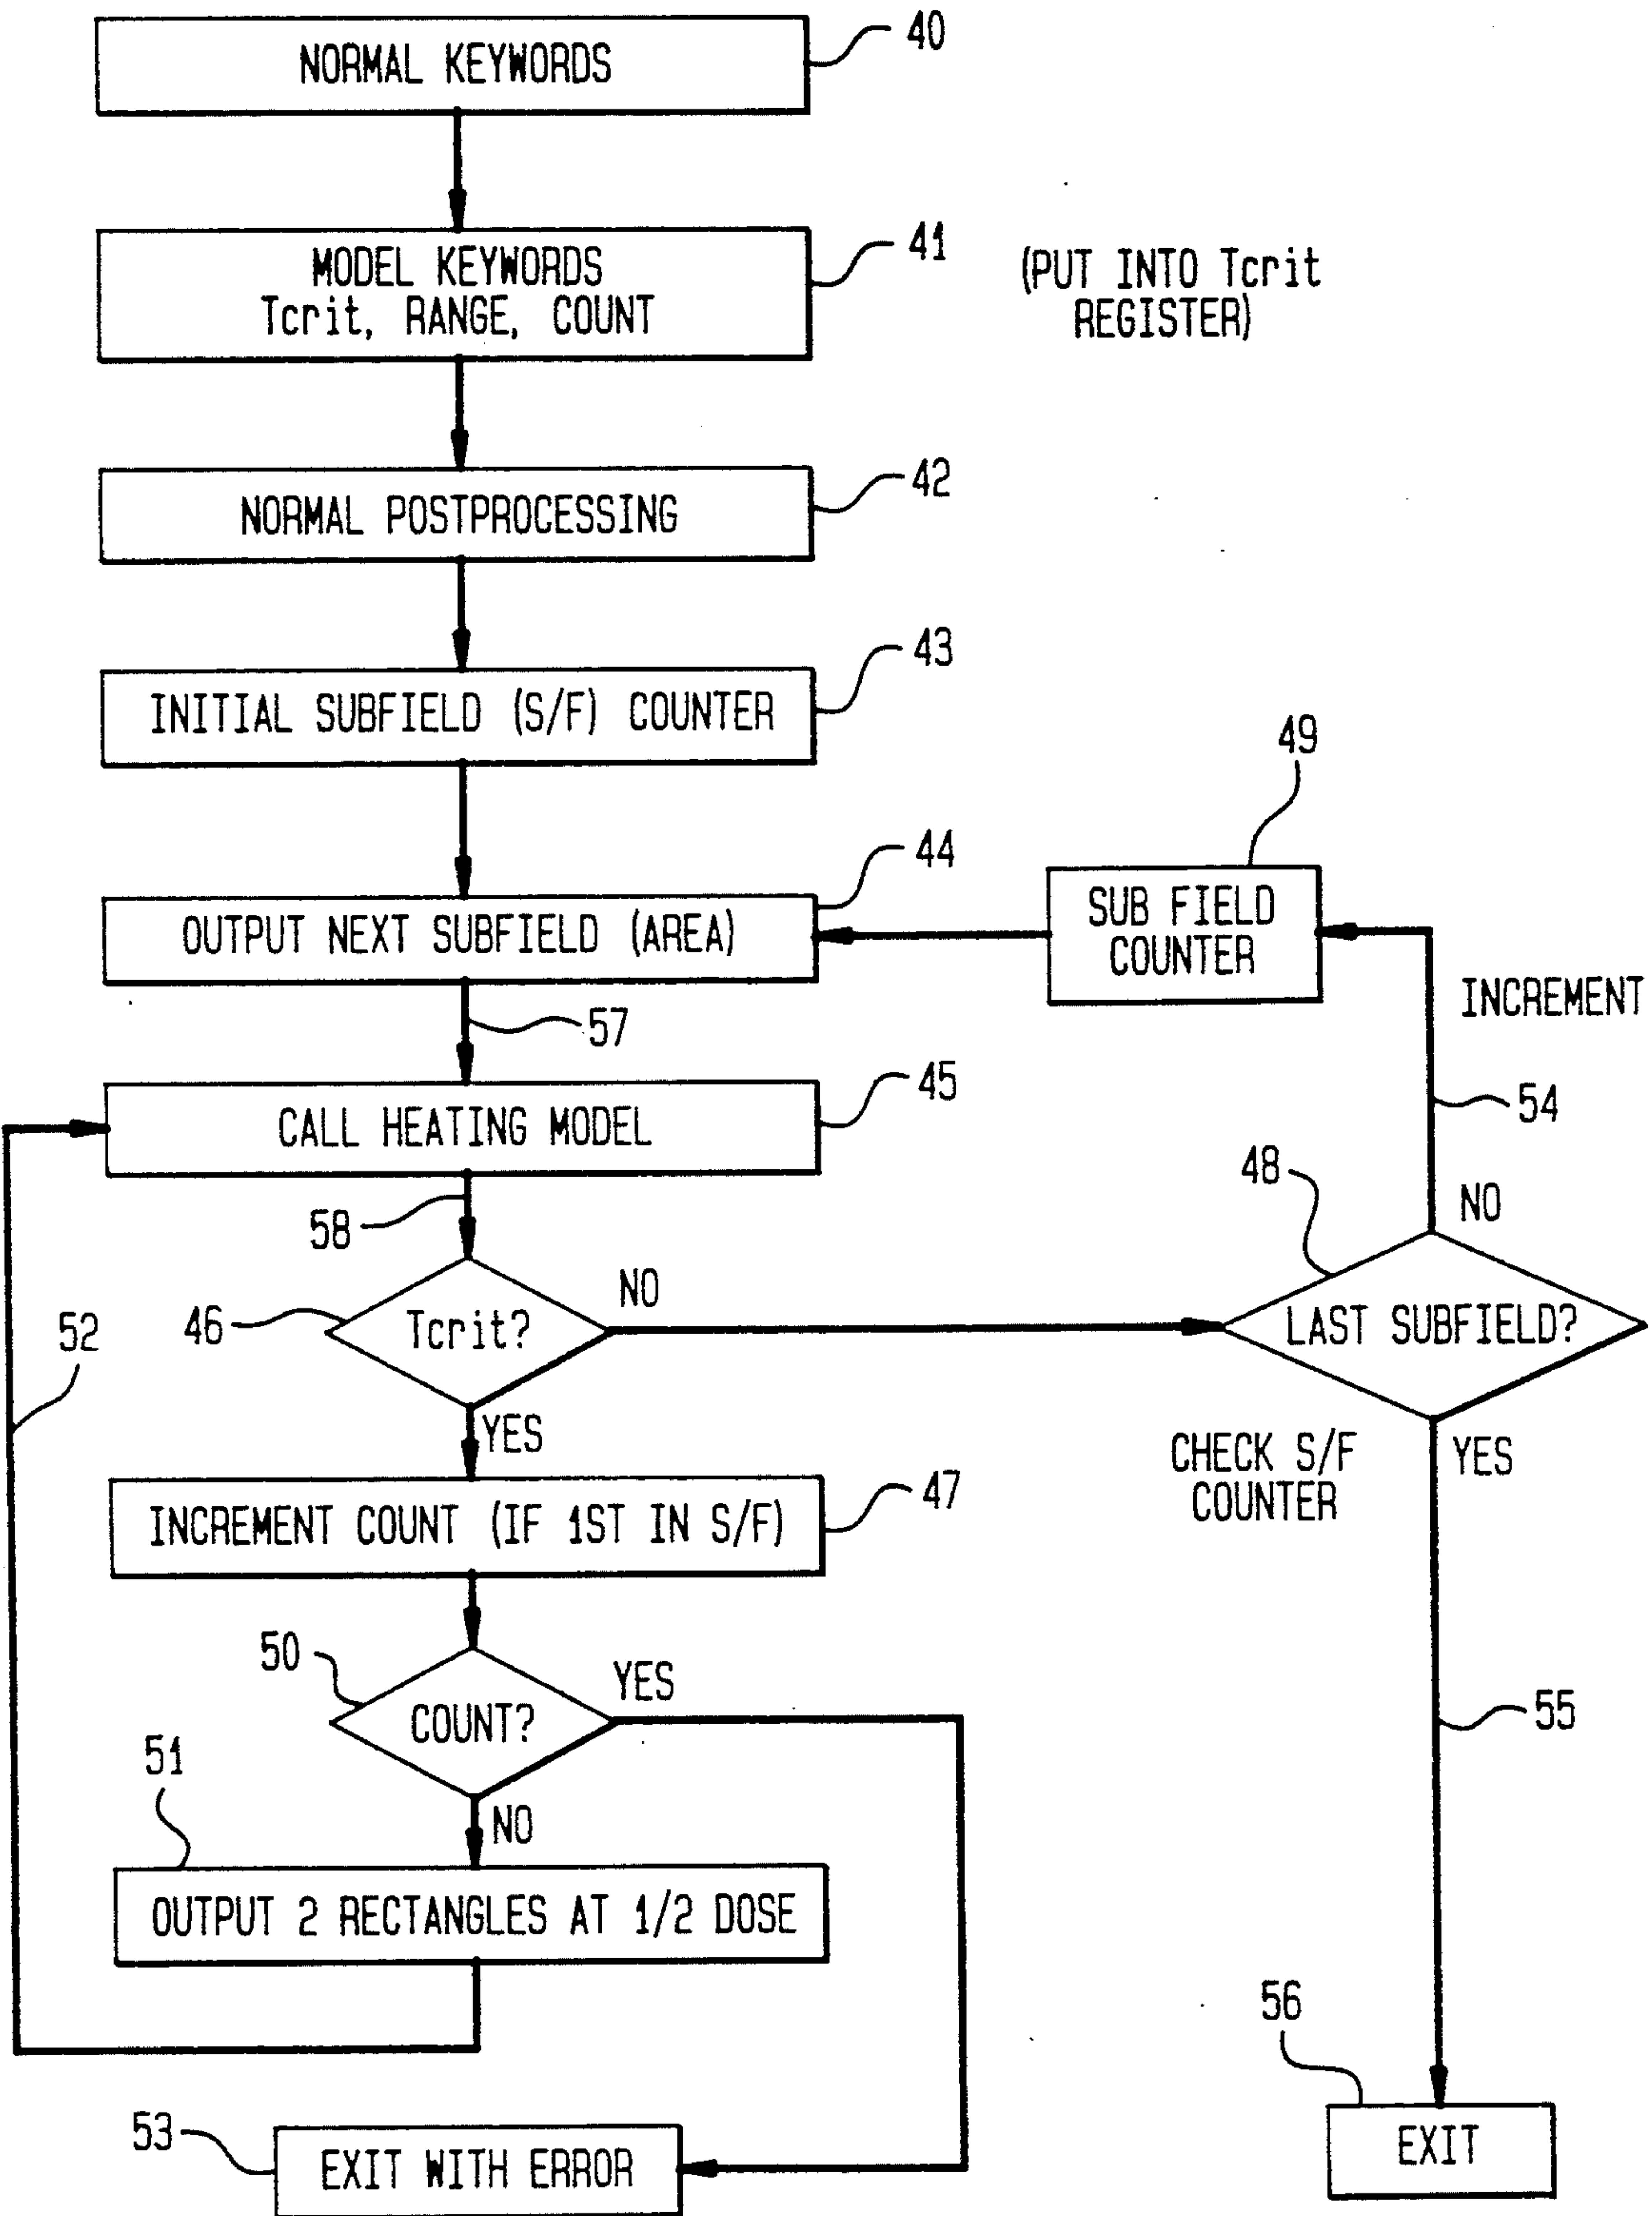 40
NORMAL KEYWORDS
41
MODEL KEYWORDS
Tcrit, RANGE, COUNT
(PUT INTO Tcrit
REGISTER)
42
NORMAL POSTPROCESSING
43
INITIAL SUBFIELD (S/F) COUNTER
49
44
SUB FIELD
COUNTER
OUTPUT NEXT SUBFIELD (AREA)
INCREMENT
57
45
54
CALL HEATING MODEL
48
58
NO
NO
46
Tcrit?
LAST SUBFIELD?
52
YES
CHECK S/F
COUNTER
YES
47
INCREMENT COUNT (IF 1ST IN S/F)
50
YES
COUNT?
55
51
NO
OUTPUT 2 RECTANGLES AT 1/2 DOSE
56
53
EXIT WITH ERROR
EXIT